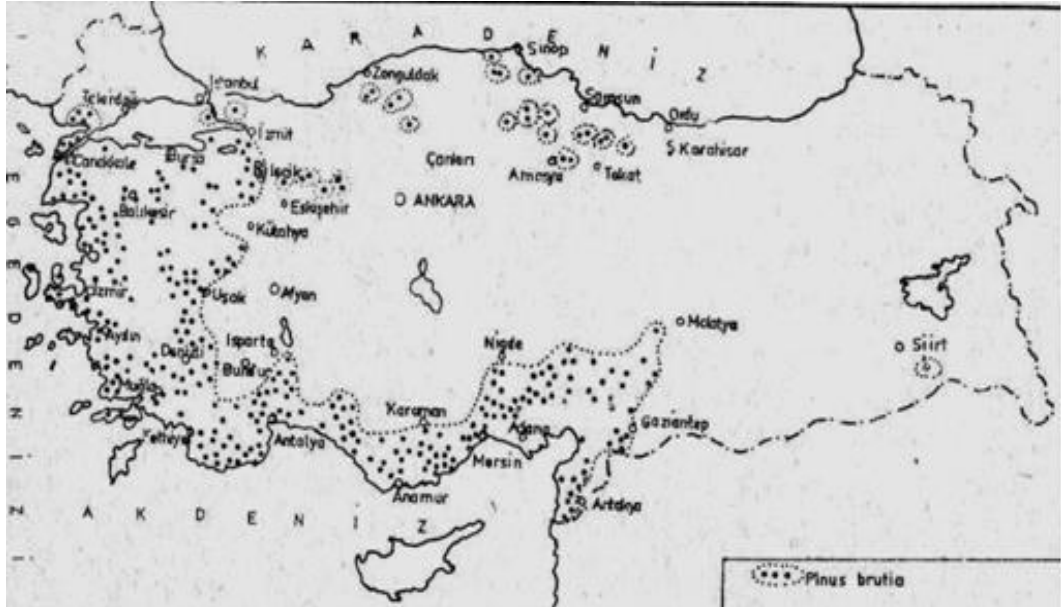 K A R A D E N İ Z
Sinop
Zonguldak
İstanbul
Tekirdağ
Samsun
Ordu
İzmit
Ş Karahisar
Çanakkale
Bursa
Çankırı
Bilecik
Amasya
Tokat
Balıkesir
Eskişehir
ANKARA
Kütahya
E G E D E N İ Z İ
İzmir
Uşak
Afyon
Malatya
Aydın
Isparta
Niğde
Siirt
Denizli
Burdur
Muğla
Karaman
Gaziantep
Fethiye
Antalya
Adana
Mersin
Anamur
Antakya
A K D E N İ Z
Pinus brutia